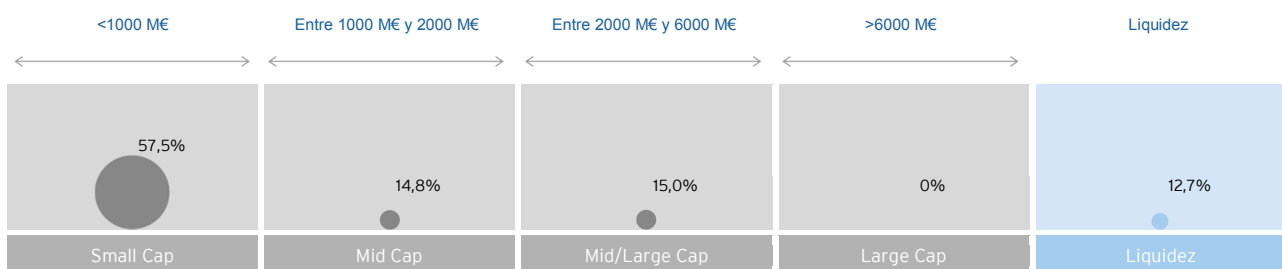 <1000 M€
Entre 1000 M€ y 2000 M€
Entre 2000 M€ y 6000 M€
>6000 M€
Liquidez
57,5%
14,8%
15,0%
0%
12,7%
Small Cap
Mid Cap
Mid/Large Cap
Large Cap
Liquidez